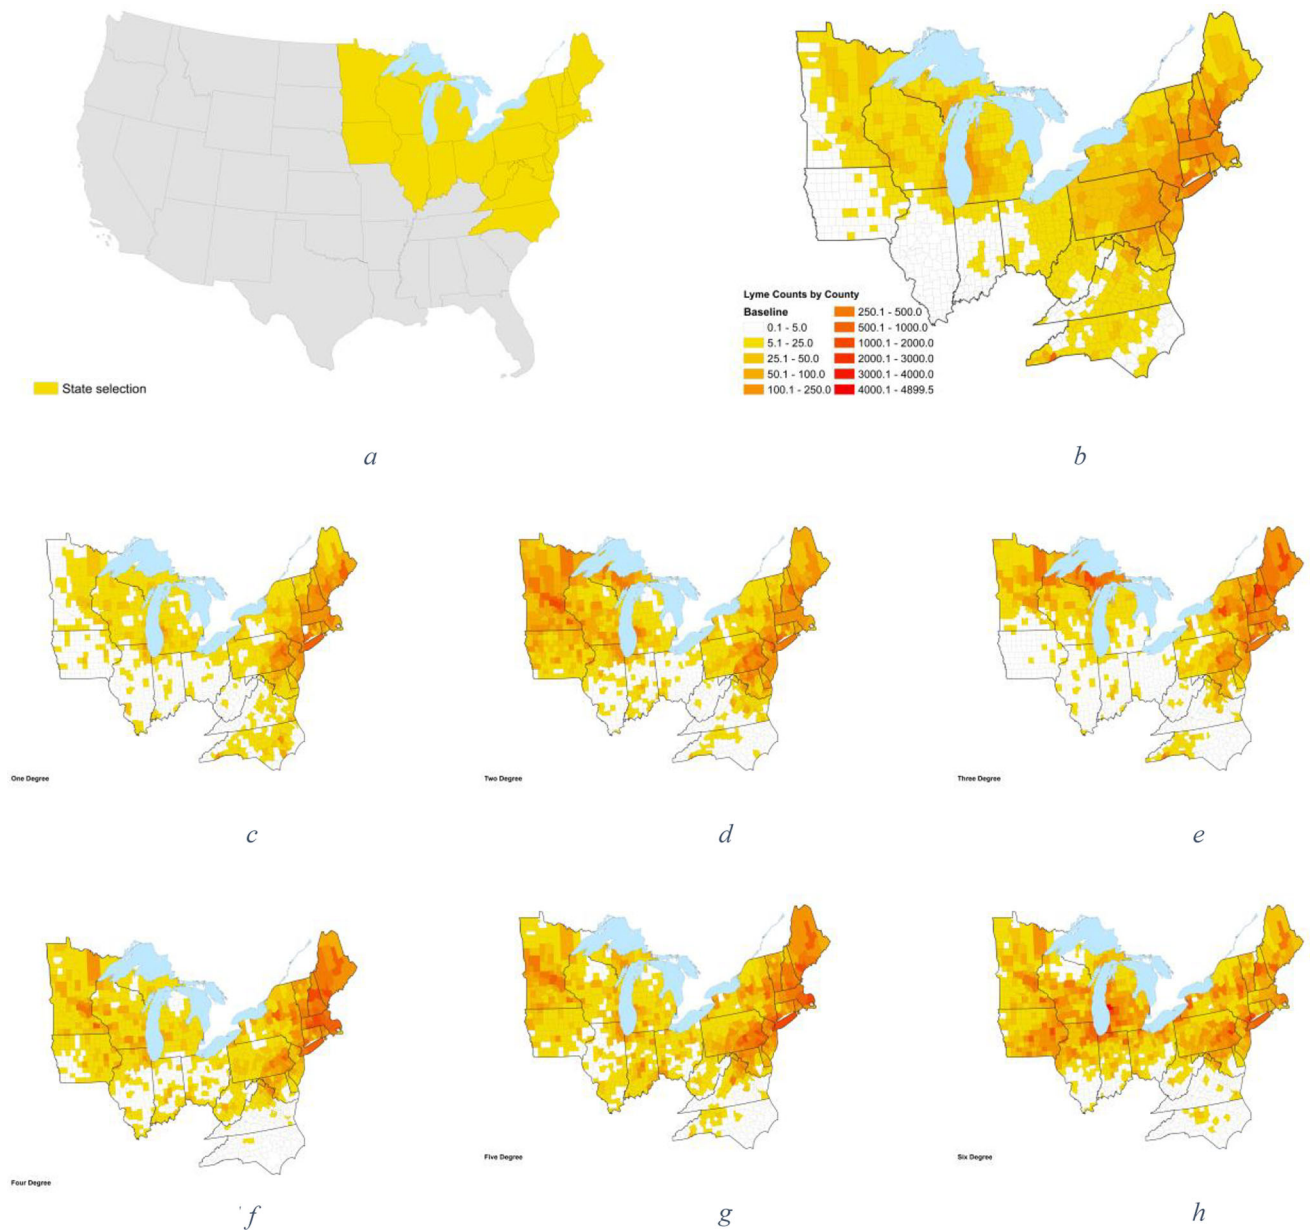 State selection
Lyme Counts by County
Baseline
0.1 - 5.0
5.1 - 25.0
25.1 - 50.0
50.1 - 100.0
100.1 - 250.0
250.1 - 500.0
500.1 - 1000.0
1000.1 - 2000.0
2000.1 - 3000.0
3000.1 - 4000.0
4000.1 - 4899.5
a
b
One Degree
Two Degree
Three Degree
c
d
e
Four Degree
Five Degree
Six Degree
f
g
h